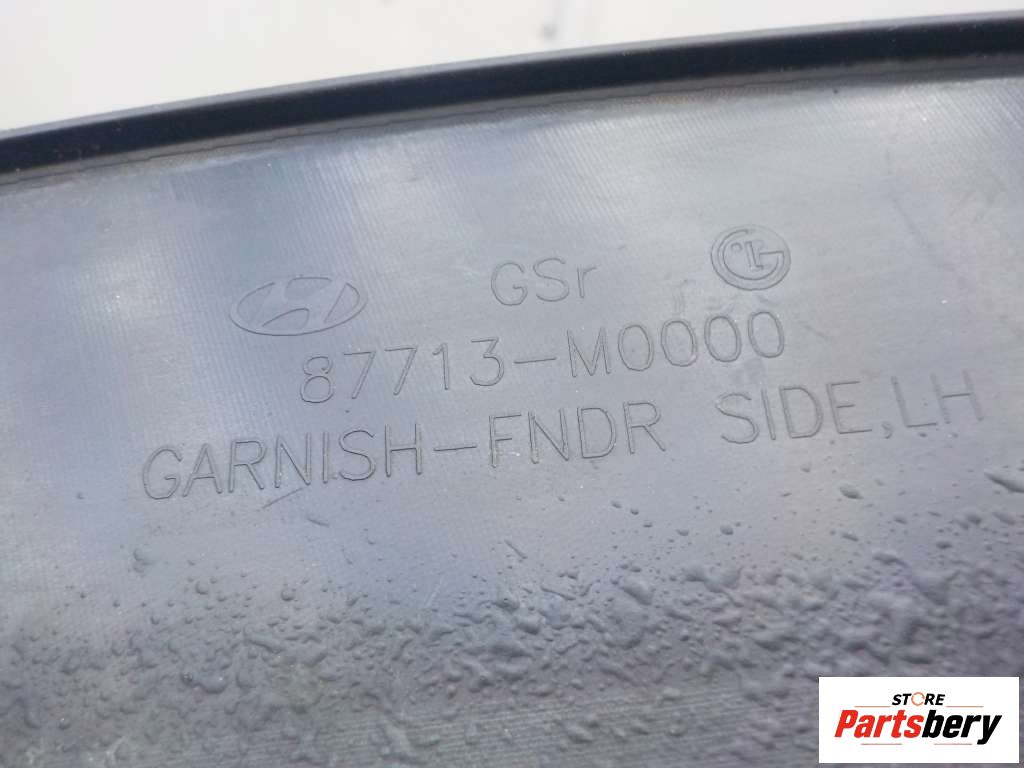 GSr
87713-M0000
GARNISH-FNDR SIDE,LH
STORE
Partsbery